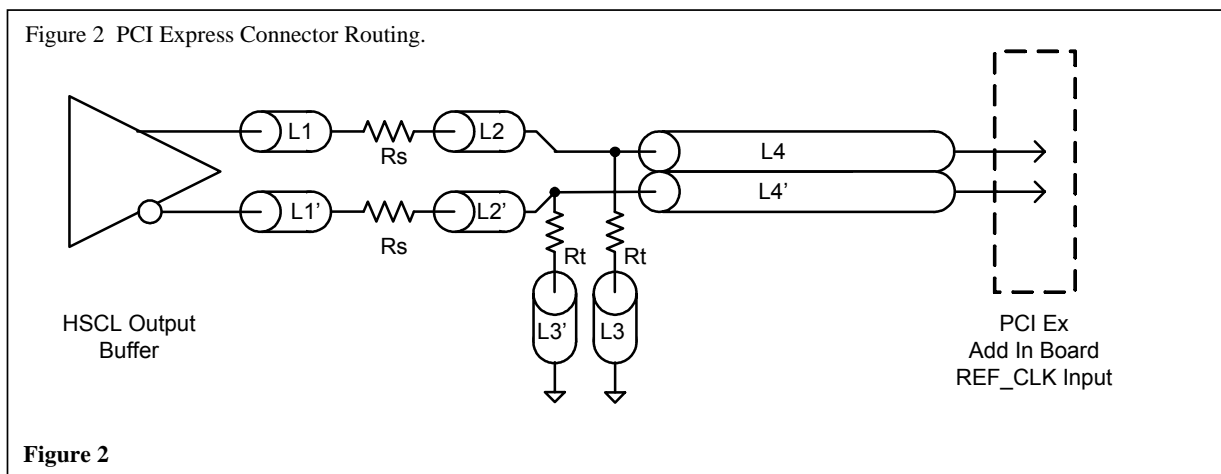 Figure 2  PCI Express Connector Routing.
L1
Rs
L2
L4
L1'
Rs
L2'
L4'
Rt
Rt
L3'
L3
HSCL Output
Buffer
PCI Ex
Add In Board
REF_CLK Input
Figure 2